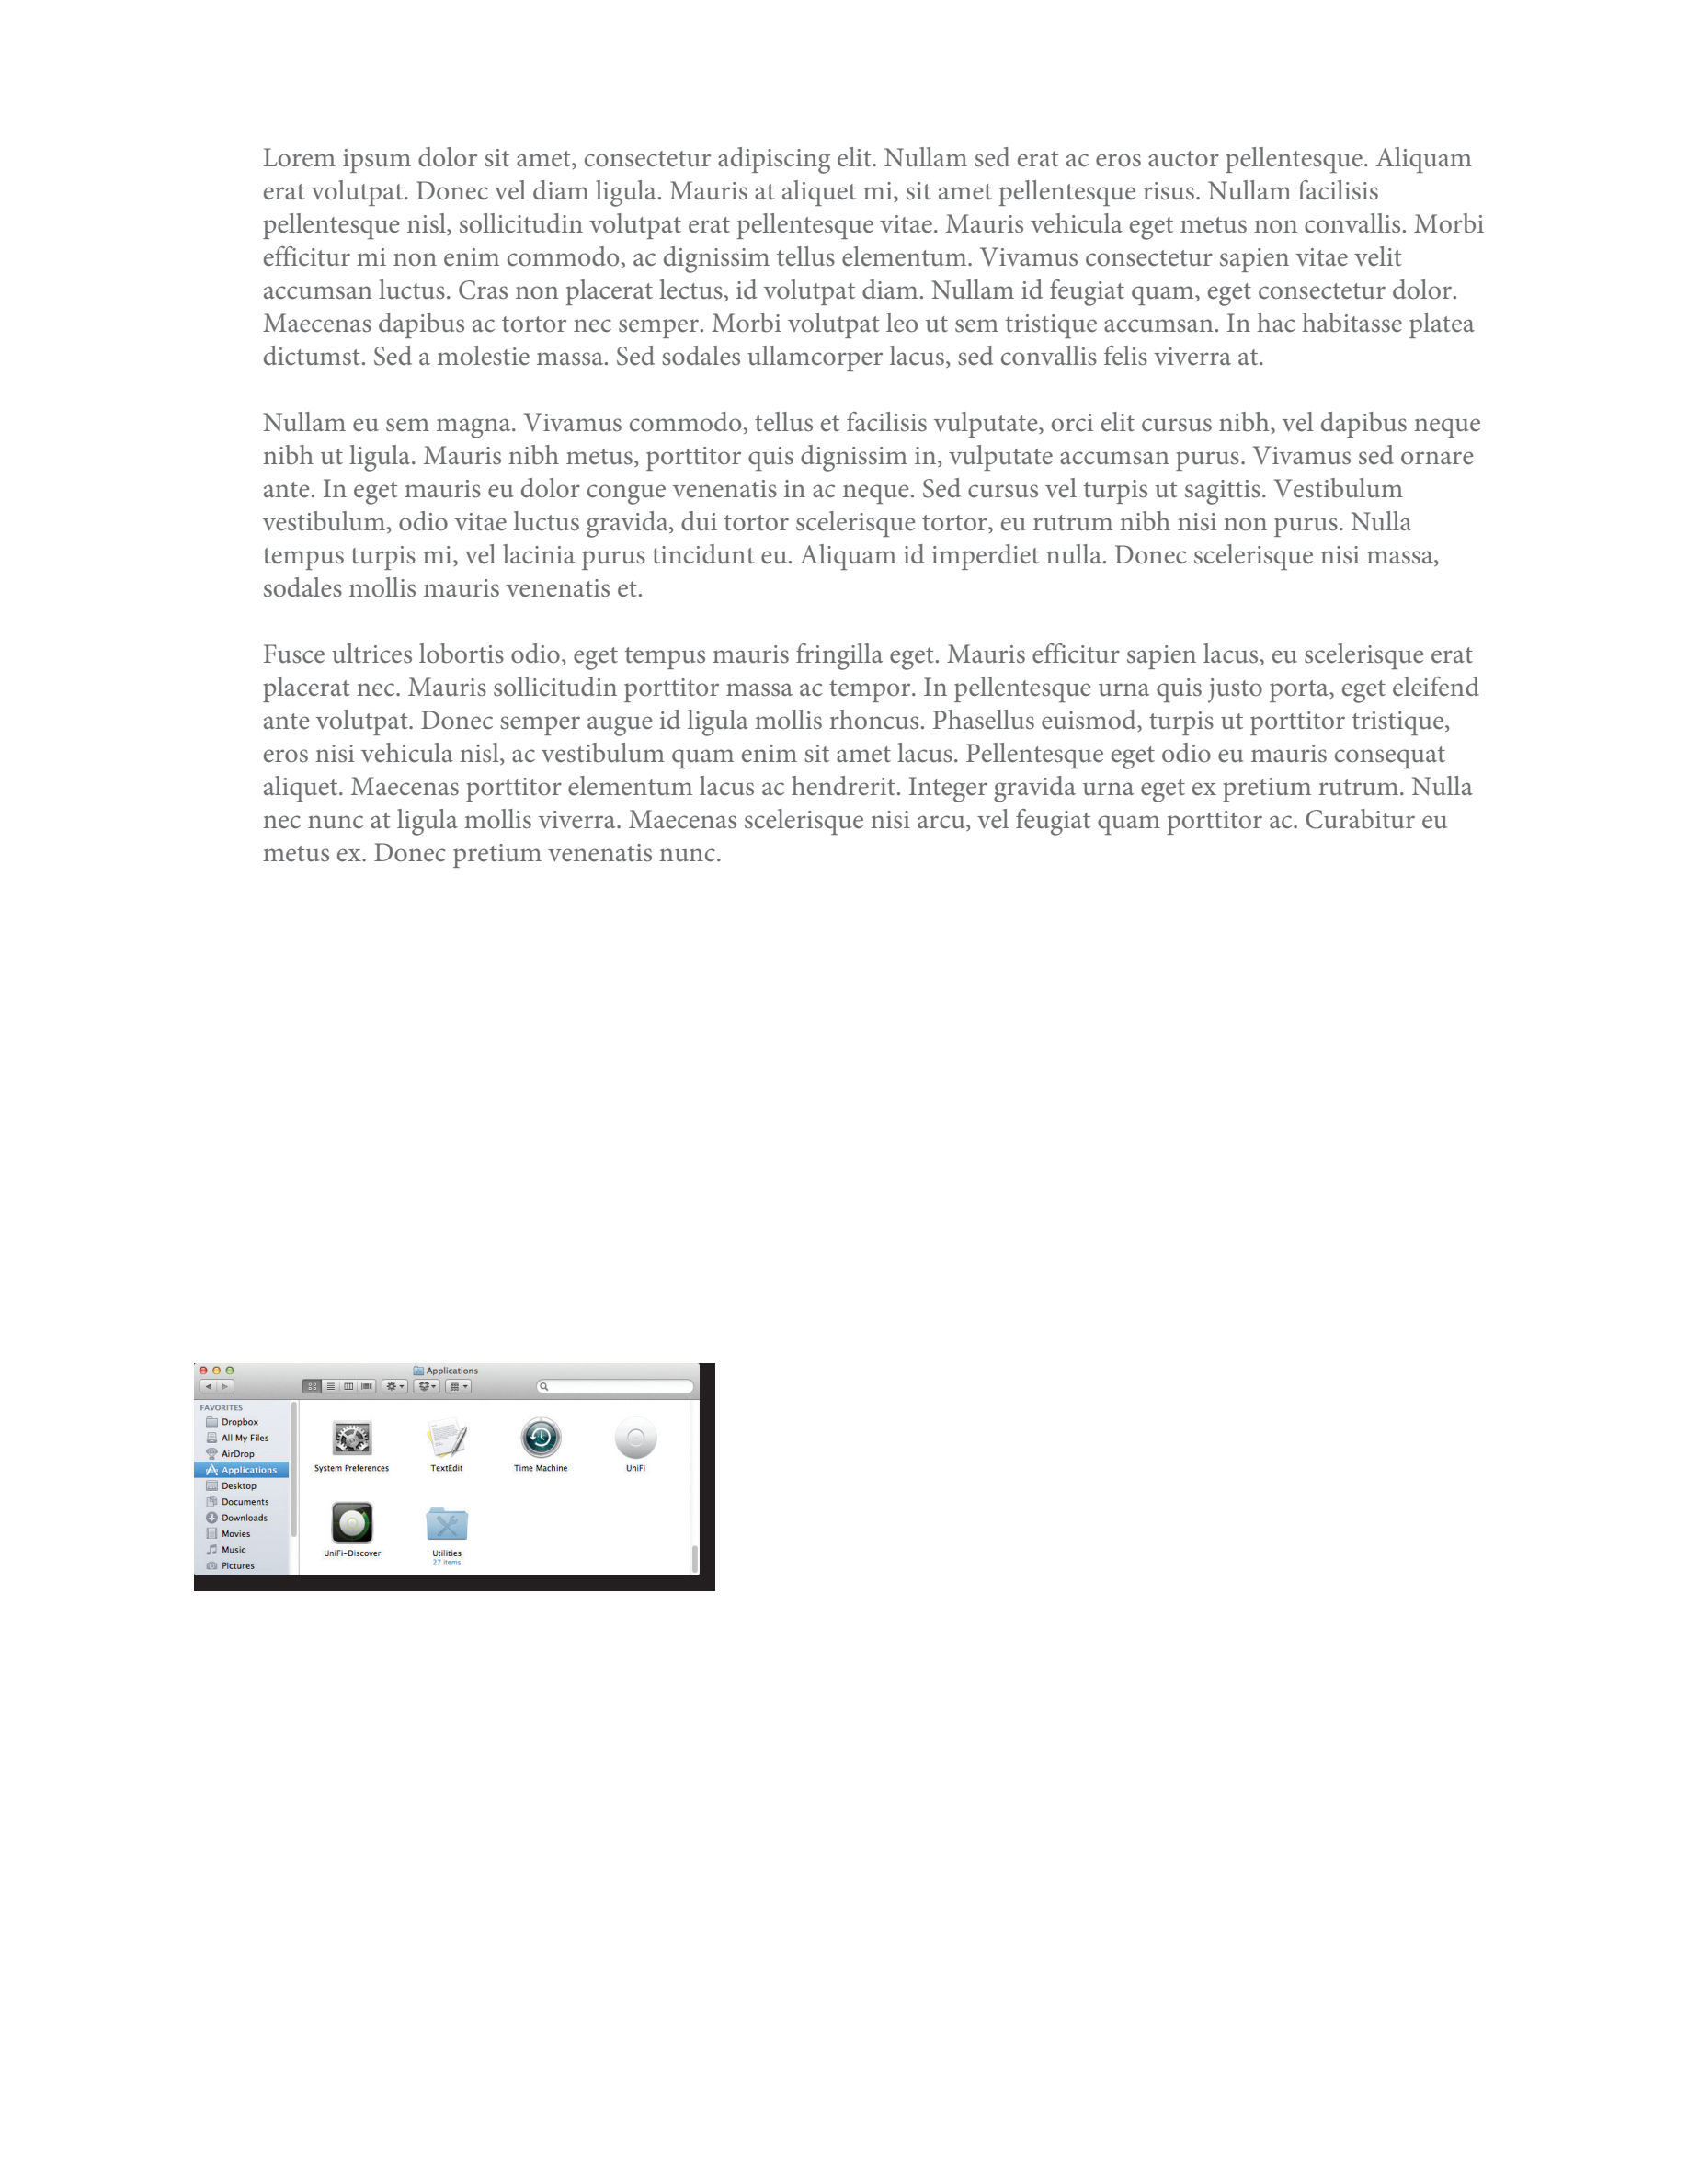 Lorem ipsum dolor sit amet, consectetur adipiscing elit. Nullam sed erat ac eros auctor pellentesque. Aliquam
erat volutpat. Donec vel diam ligula. Mauris at aliquet mi, sit amet pellentesque risus. Nullam facilisis
pellentesque nisl, sollicitudin volutpat erat pellentesque vitae. Mauris vehicula eget metus non convallis. Morbi
efficitur mi non enim commodo, ac dignissim tellus elementum. Vivamus consectetur sapien vitae velit
accumsan luctus. Cras non placerat lectus, id volutpat diam. Nullam id feugiat quam, eget consectetur dolor.
Maecenas dapibus ac tortor nec semper. Morbi volutpat leo ut sem tristique accumsan. In hac habitasse platea
dictumst. Sed a molestie massa. Sed sodales ullamcorper lacus, sed convallis felis viverra at.
Nullam eu sem magna. Vivamus commodo, tellus et facilisis vulputate, orci elit cursus nibh, vel dapibus neque
nibh ut ligula. Mauris nibh metus, porttitor quis dignissim in, vulputate accumsan purus. Vivamus sed ornare
ante. In eget mauris eu dolor congue venenatis in ac neque. Sed cursus vel turpis ut sagittis. Vestibulum
vestibulum, odio vitae luctus gravida, dui tortor scelerisque tortor, eu rutrum nibh nisi non purus. Nulla
tempus turpis mi, vel lacinia purus tincidunt eu. Aliquam id imperdiet nulla. Donec scelerisque nisi massa,
sodales mollis mauris venenatis et.
Fusce ultrices lobortis odio, eget tempus mauris fringilla eget. Mauris efficitur sapien lacus, eu scelerisque erat
placerat nec. Mauris sollicitudin porttitor massa ac tempor. In pellentesque urna quis justo porta, eget eleifend
ante volutpat. Donec semper augue id ligula mollis rhoncus. Phasellus euismod, turpis ut porttitor tristique,
eros nisi vehicula nisl, ac vestibulum quam enim sit amet lacus. Pellentesque eget odio eu mauris consequat
aliquet. Maecenas porttitor elementum lacus ac hendrerit. Integer gravida urna eget ex pretium rutrum. Nulla
nec nunc at ligula mollis viverra. Maecenas scelerisque nisi arcu, vel feugiat quam porttitor ac. Curabitur eu
metus ex. Donec pretium venenatis nunc.
Applications
FAVORITES
Dropbox
All My Files
AirDrop
Applications
Desktop
Documents
Downloads
Movies
Music
Pictures
System Preferences
TextEdit
Time Machine
UniFi
UniFi-Discover
Utilities
27 items